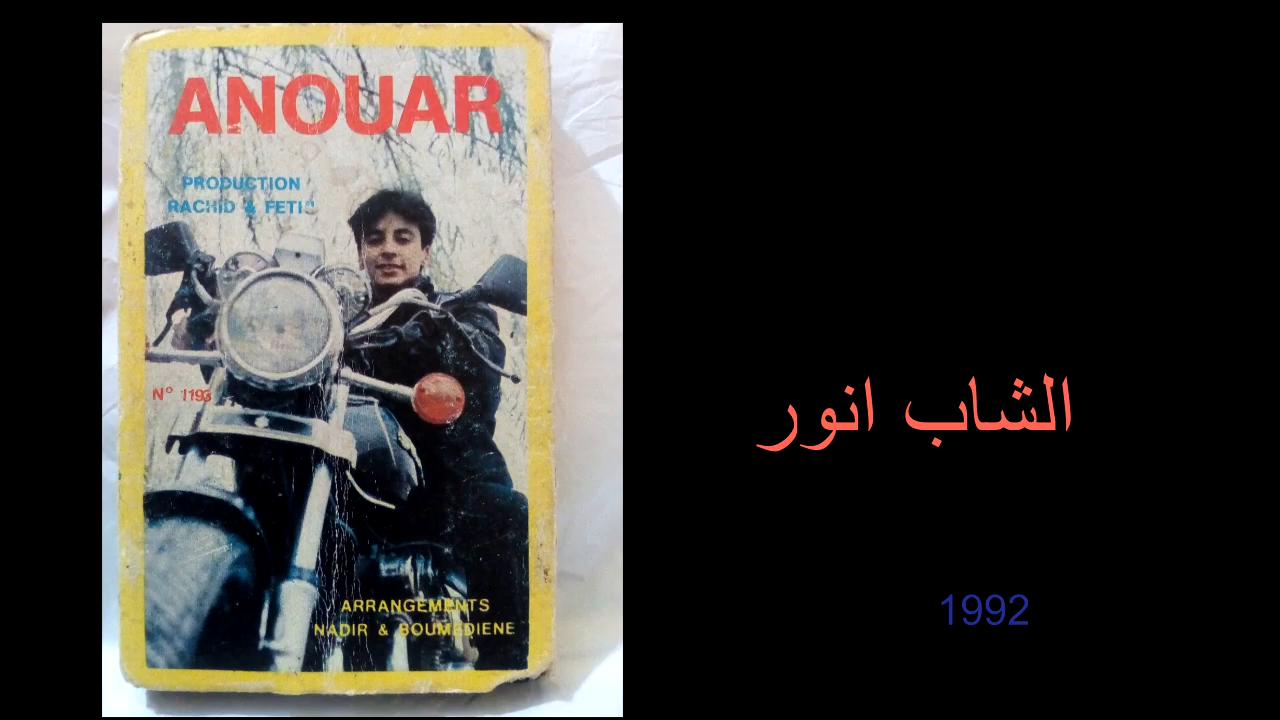 ANOUAR
PRODUCTION
RACHID & 
N° 1193
ARRANGEMENTS
NADIR & BOUMEDIENE
الشاب انور
1992